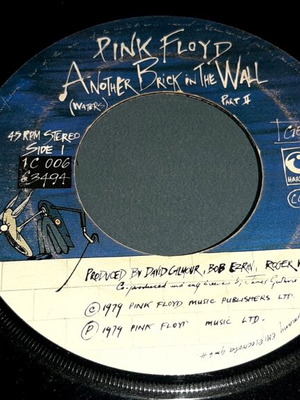 PINK FLOYD
ANOTHER BRICK IN THE WALL
(WATERS) PART II
45 RPM STEREO
SIDE 1
1C 006
63494
PRODUCED BY DAVID GILMOUR, BOB EZRIN, ROGER
Co-produced and engineered by James Guthrie
© 1979 PINK FLOYD MUSIC PUBLISHERS LTD.
℗ 1979 PINK FLOYD MUSIC LTD.